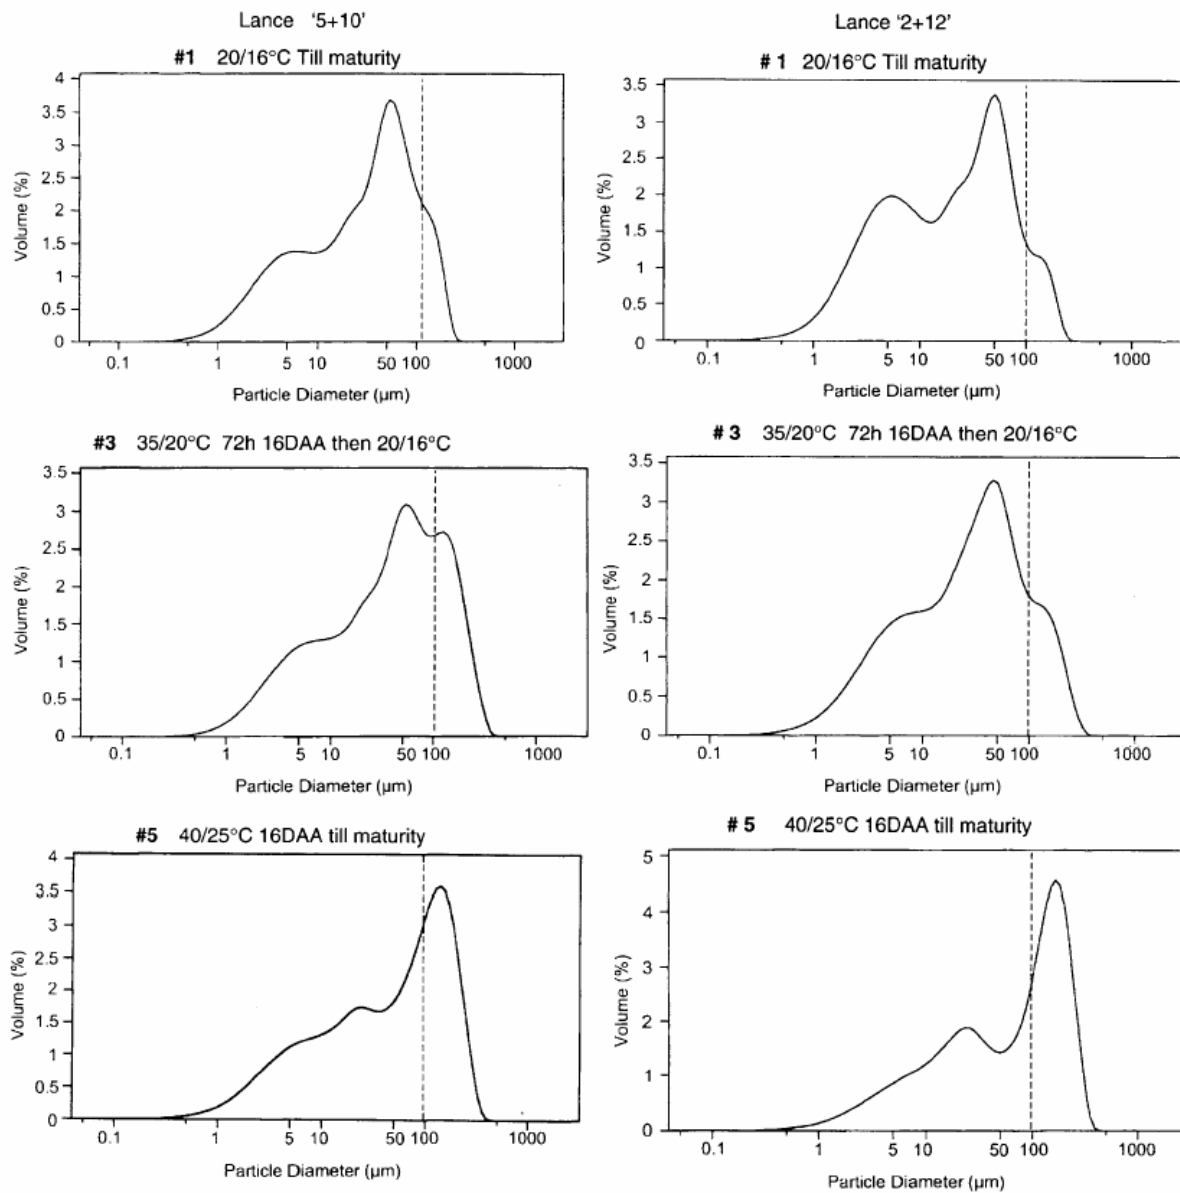 Lance '5+10'
#1 20/16°C Till maturity
4
3.5
3
2.5
2
1.5
1
0.5
0
Volume (%)
0.1 1 5 10 50 100 1000
Particle Diameter (µm)
Lance '2+12'
# 1 20/16°C Till maturity
3.5
3
2.5
2
1.5
1
0.5
0
Volume (%)
0.1 1 5 10 50 100 1000
Particle Diameter (µm)
#3 35/20°C 72h 16DAA then 20/16°C
3.5
3
2.5
2
1.5
1
0.5
0
Volume (%)
0.1 1 5 10 50 100 1000
Particle Diameter (µm)
# 3 35/20°C 72h 16DAA then 20/16°C
3.5
3
2.5
2
1.5
1
0.5
0
Volume (%)
0.1 1 5 10 50 100 1000
Particle Diameter (µm)
#5 40/25°C 16DAA till maturity
4
3.5
3
2.5
2
1.5
1
0.5
0
Volume (%)
0.1 1 5 10 50 100 1000
Particle Diameter (µm)
# 5 40/25°C 16DAA till maturity
5
4
3
2
1
0
Volume (%)
0.1 1 5 10 50 100 1000
Particle Diameter (µm)